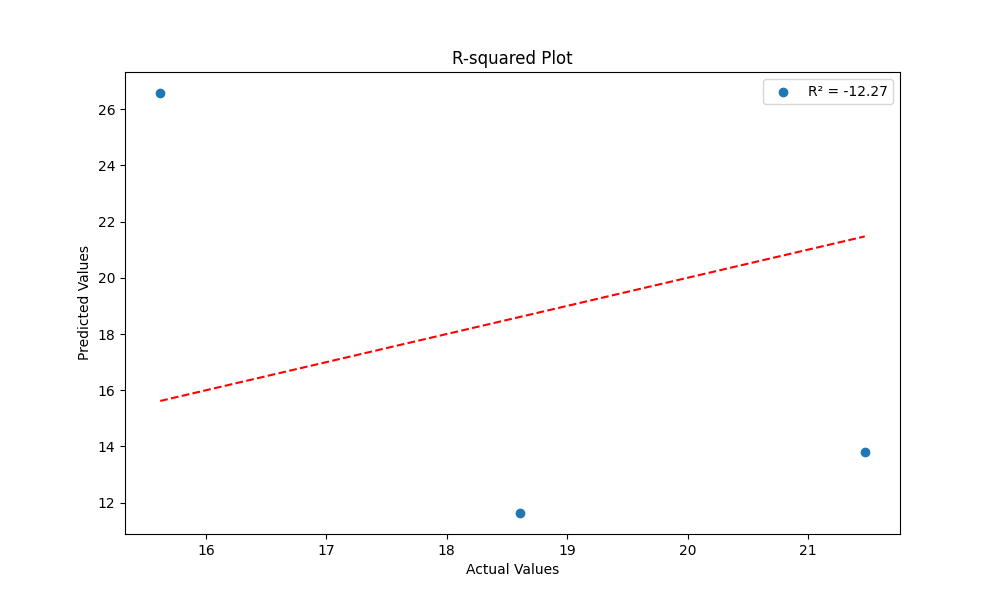 R-squared Plot
R² = -12.27
26
24
22
20
18
16
14
12
Predicted Values
16 17 18 19 20 21
Actual Values